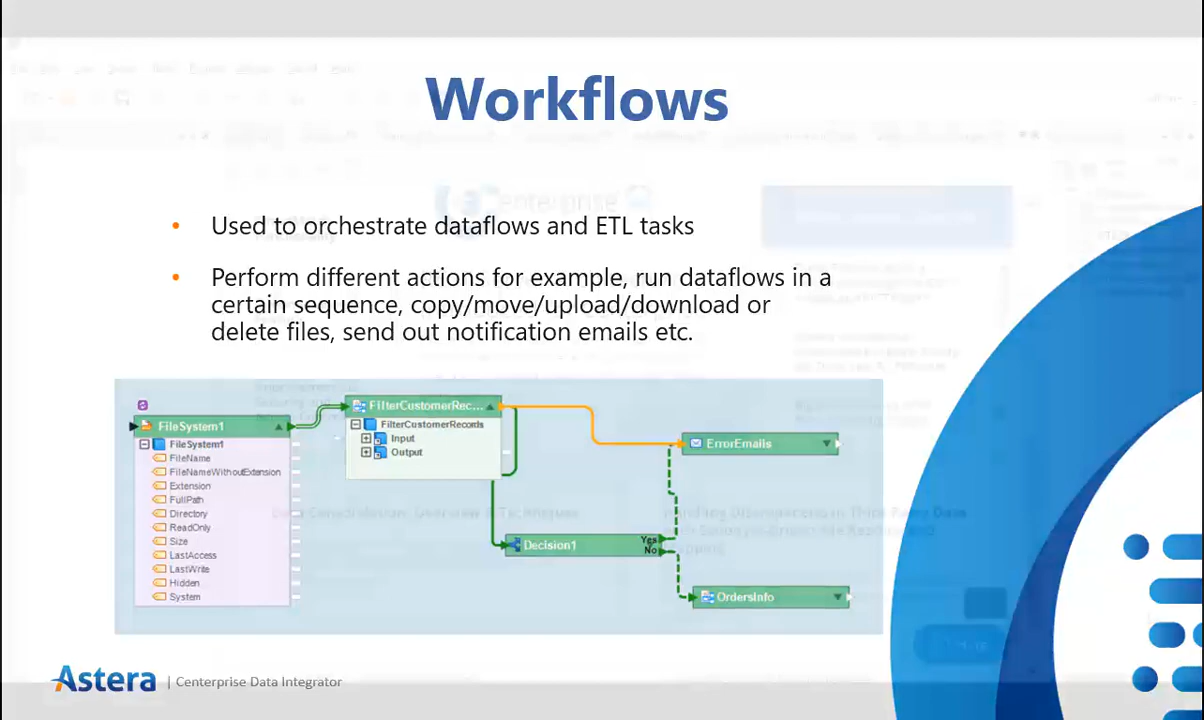 Workflows
Centerprise
• Used to orchestrate dataflows and ETL tasks
• Perform different actions for example, run dataflows in a
certain sequence, copy/move/upload/download or
delete files, send out notification emails etc.
FileSystem1
FileSystem1
FileName
FileNameWithoutExtension
Extension
FullPath
Directory
ReadOnly
Size
LastAccess
LastWrite
Hidden
System
FilterCustomerRec...
FilterCustomerRecords
Input
Output
ErrorEmails
Decision1
Yes
No
OrdersInfo
Astera | Centerprise Data Integrator